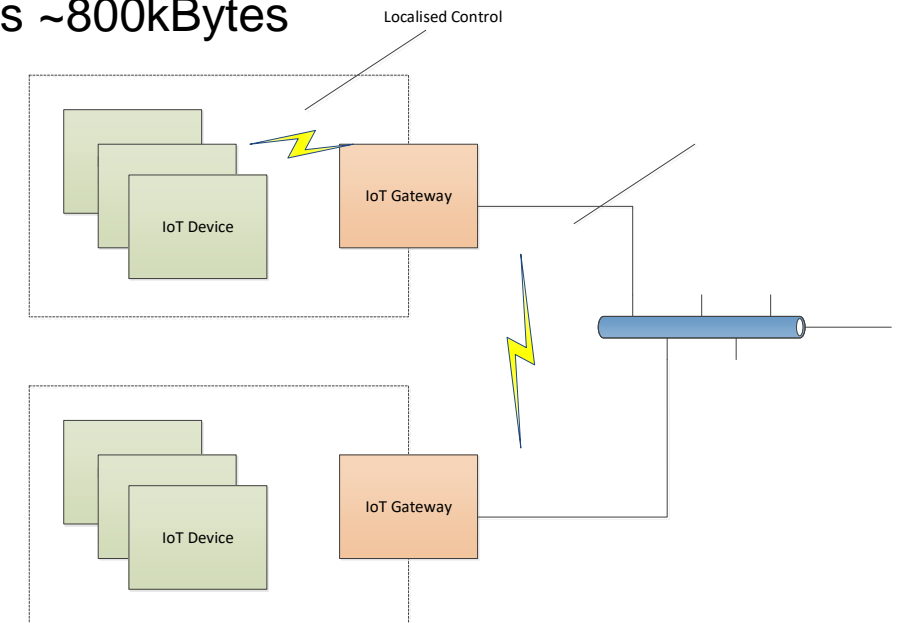 s ~800kBytes
Localised Control
IoT Gateway
IoT Device
IoT Gateway
IoT Device